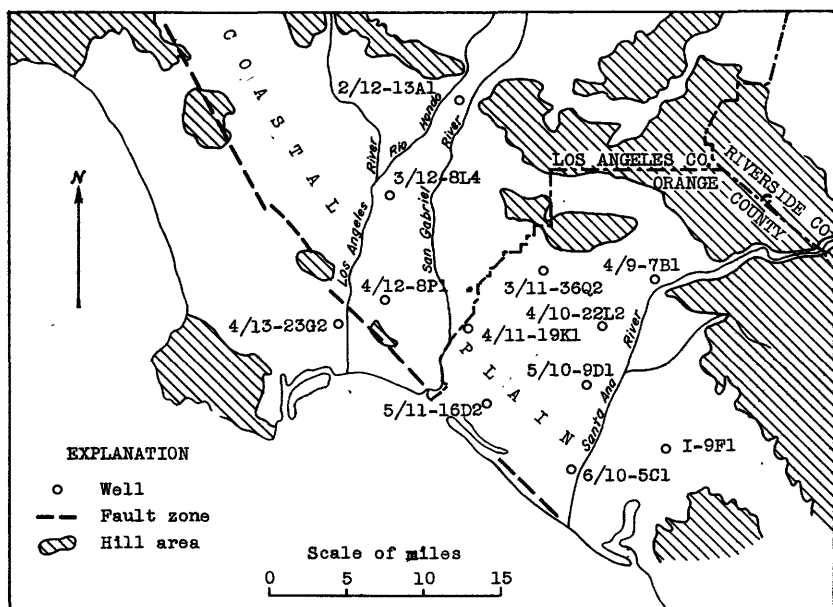 COASTAL
2/12-13A1
Rio Hondo
River
3/12-8L4
LOS ANGELES CO.
ORANGE
COUNTY
RIVERSIDE CO.
N
Los Angeles
River
San Gabriel
River
4/12-8P1
4/13-23G2
3/11-36Q2
4/9-7B1
4/10-22L2
4/11-19K1
PLAIN
5/10-9D1
Santa Ana River
5/11-16D2
I-9F1
6/10-5C1
EXPLANATION
Well
Fault zone
Hill area
Scale of miles
0 5 10 15